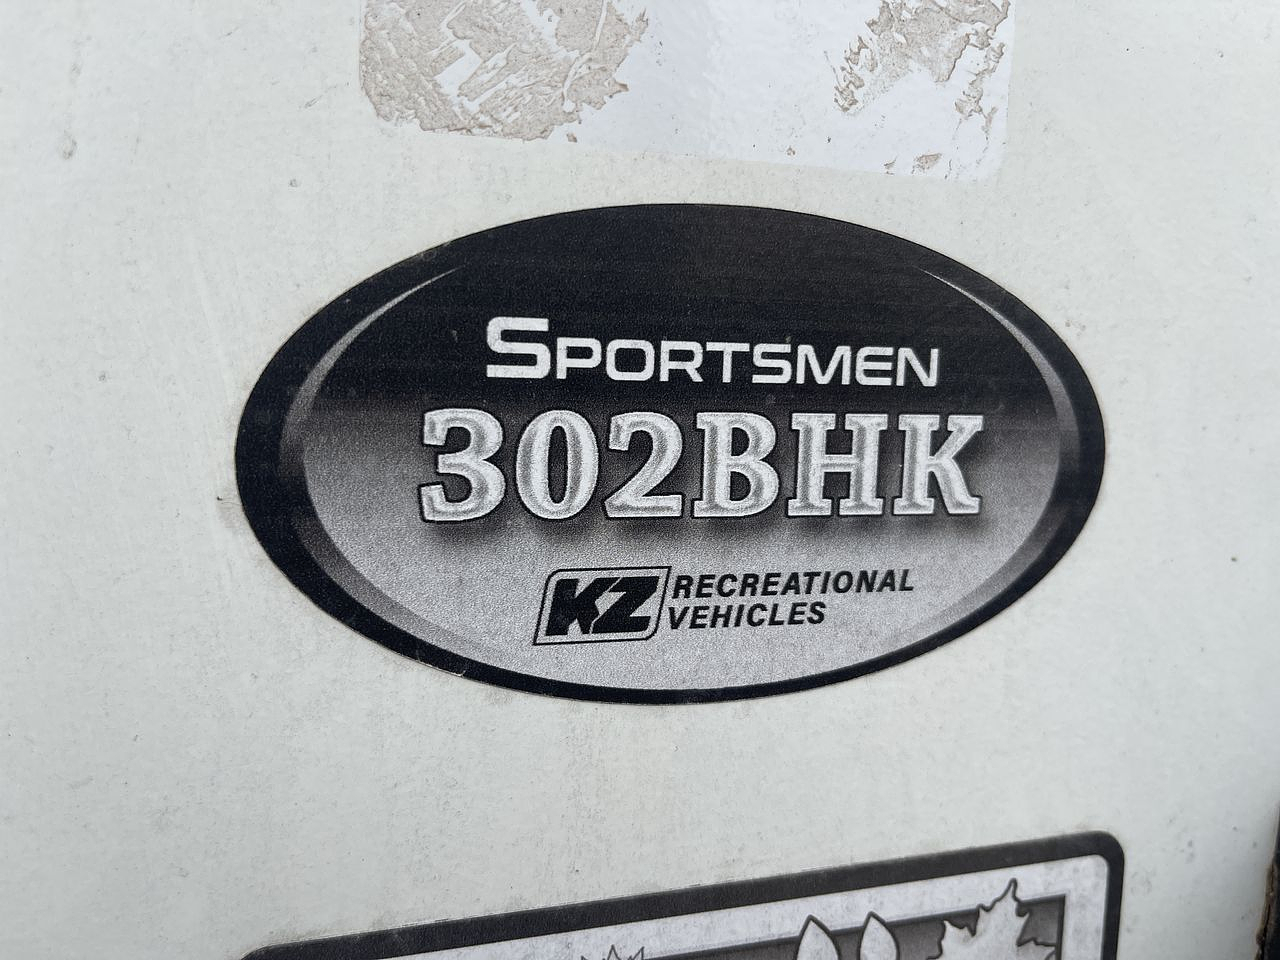 SPORTSMEN
302BHK
KZ RECREATIONAL
VEHICLES